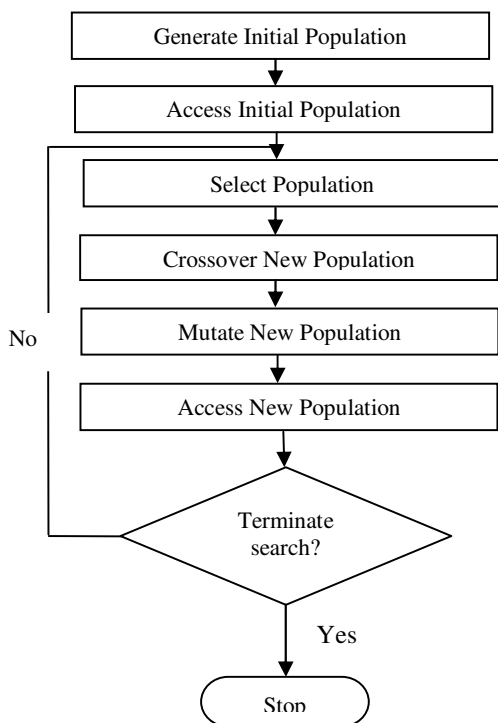 Generate Initial Population
Access Initial Population
Select Population
Crossover New Population
Mutate New Population
No
Access New Population
Terminate
search?
Yes
Stop